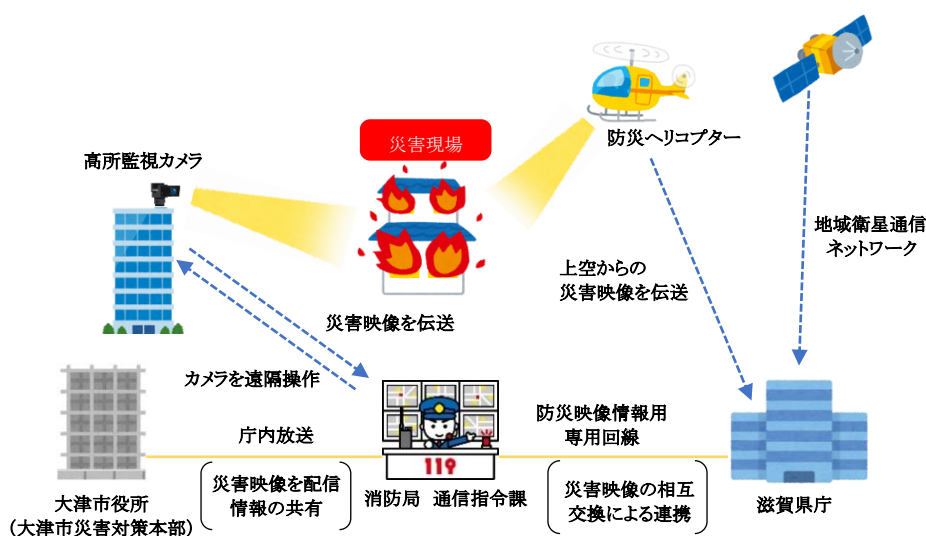 災害現場
防災ヘリコプター
高所監視カメラ
地域衛星通信
ネットワーク
上空からの
災害映像を伝送
災害映像を伝送
カメラを遠隔操作
防災映像情報用
専用回線
庁内放送
119
災害映像を配信
情報の共有
災害映像の相互
交換による連携
大津市役所
(大津市災害対策本部)
消防局 通信指令課
滋賀県庁